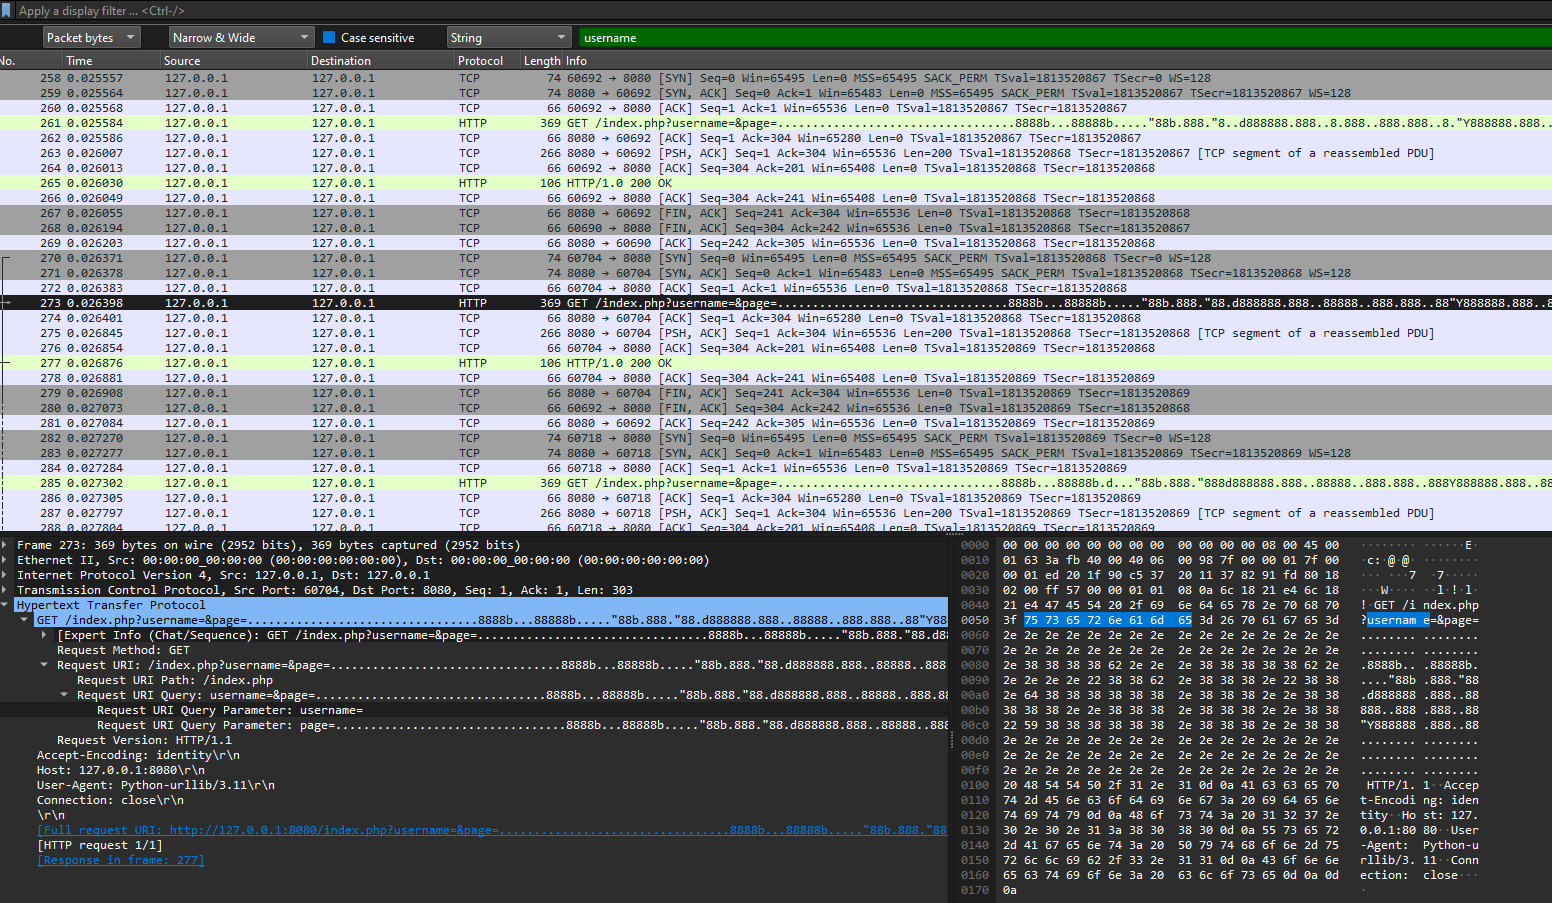 Apply a display filter ... <Ctrl-/>
Packet bytes Narrow & Wide Case sensitive String username
No. Time Source Destination Protocol Length Info
258 0.025557 127.0.0.1 127.0.0.1 TCP 74 60692 → 8080 [SYN] Seq=0 Win=65495 Len=0 MSS=65495 SACK_PERM TSval=1813520867 TSecr=0 WS=128
259 0.025564 127.0.0.1 127.0.0.1 TCP 74 8080 → 60692 [SYN, ACK] Seq=0 Ack=1 Win=65483 Len=0 MSS=65495 SACK_PERM TSval=1813520867 TSecr=1813520867 WS=128
260 0.025568 127.0.0.1 127.0.0.1 TCP 66 60692 → 8080 [ACK] Seq=1 Ack=1 Win=65536 Len=0 TSval=1813520867 TSecr=1813520867
261 0.025584 127.0.0.1 127.0.0.1 HTTP 369 GET /index.php?username=&page=................................8888b...88888b....."88b.888."8..d888888.888...8.888..888.888..8."Y888888.888...
262 0.025586 127.0.0.1 127.0.0.1 TCP 66 8080 → 60692 [ACK] Seq=1 Ack=304 Win=65280 Len=0 TSval=1813520867 TSecr=1813520867
263 0.026007 127.0.0.1 127.0.0.1 TCP 266 8080 → 60692 [PSH, ACK] Seq=1 Ack=304 Win=65536 Len=200 TSval=1813520868 TSecr=1813520867 [TCP segment of a reassembled PDU]
264 0.026013 127.0.0.1 127.0.0.1 TCP 66 60692 → 8080 [ACK] Seq=304 Ack=201 Win=65408 Len=0 TSval=1813520868 TSecr=1813520868
265 0.026030 127.0.0.1 127.0.0.1 HTTP 106 HTTP/1.0 200 OK
266 0.026049 127.0.0.1 127.0.0.1 TCP 66 60692 → 8080 [ACK] Seq=304 Ack=241 Win=65408 Len=0 TSval=1813520868 TSecr=1813520868
267 0.026055 127.0.0.1 127.0.0.1 TCP 66 8080 → 60692 [FIN, ACK] Seq=241 Ack=304 Win=65536 Len=0 TSval=1813520868 TSecr=1813520868
268 0.026194 127.0.0.1 127.0.0.1 TCP 66 60690 → 8080 [FIN, ACK] Seq=304 Ack=242 Win=65536 Len=0 TSval=1813520868 TSecr=1813520867
269 0.026203 127.0.0.1 127.0.0.1 TCP 66 8080 → 60690 [ACK] Seq=242 Ack=305 Win=65536 Len=0 TSval=1813520868 TSecr=1813520868
270 0.026371 127.0.0.1 127.0.0.1 TCP 74 60704 → 8080 [SYN] Seq=0 Win=65495 Len=0 MSS=65495 SACK_PERM TSval=1813520868 TSecr=0 WS=128
271 0.026378 127.0.0.1 127.0.0.1 TCP 74 8080 → 60704 [SYN, ACK] Seq=0 Ack=1 Win=65483 Len=0 MSS=65495 SACK_PERM TSval=1813520868 TSecr=1813520868 WS=128
272 0.026383 127.0.0.1 127.0.0.1 TCP 66 60704 → 8080 [ACK] Seq=1 Ack=1 Win=65536 Len=0 TSval=1813520868 TSecr=1813520868
273 0.026398 127.0.0.1 127.0.0.1 HTTP 369 GET /index.php?username=&page=.................................8888b...88888b....."88b.888."88.d888888.888..88888..888.888..88"Y888888.888..8
274 0.026401 127.0.0.1 127.0.0.1 TCP 66 8080 → 60704 [ACK] Seq=1 Ack=304 Win=65280 Len=0 TSval=1813520868 TSecr=1813520868
275 0.026845 127.0.0.1 127.0.0.1 TCP 266 8080 → 60704 [PSH, ACK] Seq=1 Ack=304 Win=65536 Len=200 TSval=1813520868 TSecr=1813520868 [TCP segment of a reassembled PDU]
276 0.026854 127.0.0.1 127.0.0.1 TCP 66 60704 → 8080 [ACK] Seq=304 Ack=201 Win=65408 Len=0 TSval=1813520868 TSecr=1813520868
277 0.026876 127.0.0.1 127.0.0.1 HTTP 106 HTTP/1.0 200 OK
278 0.026881 127.0.0.1 127.0.0.1 TCP 66 60704 → 8080 [ACK] Seq=304 Ack=241 Win=65408 Len=0 TSval=1813520869 TSecr=1813520869
279 0.026908 127.0.0.1 127.0.0.1 TCP 66 8080 → 60704 [FIN, ACK] Seq=241 Ack=304 Win=65536 Len=0 TSval=1813520869 TSecr=1813520869
280 0.027073 127.0.0.1 127.0.0.1 TCP 66 60692 → 8080 [FIN, ACK] Seq=304 Ack=242 Win=65536 Len=0 TSval=1813520869 TSecr=1813520868
281 0.027084 127.0.0.1 127.0.0.1 TCP 66 8080 → 60692 [ACK] Seq=242 Ack=305 Win=65536 Len=0 TSval=1813520869 TSecr=1813520869
282 0.027270 127.0.0.1 127.0.0.1 TCP 74 60718 → 8080 [SYN] Seq=0 Win=65495 Len=0 MSS=65495 SACK_PERM TSval=1813520869 TSecr=0 WS=128
283 0.027277 127.0.0.1 127.0.0.1 TCP 74 8080 → 60718 [SYN, ACK] Seq=0 Ack=1 Win=65483 Len=0 MSS=65495 SACK_PERM TSval=1813520869 TSecr=1813520869 WS=128
284 0.027284 127.0.0.1 127.0.0.1 TCP 66 60718 → 8080 [ACK] Seq=1 Ack=1 Win=65536 Len=0 TSval=1813520869 TSecr=1813520869
285 0.027302 127.0.0.1 127.0.0.1 HTTP 369 GET /index.php?username=&page=................................8888b...88888b.d..."88b.888."888d888888.888..88888..888.888..888Y888888.888..88
286 0.027305 127.0.0.1 127.0.0.1 TCP 66 8080 → 60718 [ACK] Seq=1 Ack=304 Win=65280 Len=0 TSval=1813520869 TSecr=1813520869
287 0.027797 127.0.0.1 127.0.0.1 TCP 266 8080 → 60718 [PSH, ACK] Seq=1 Ack=304 Win=65536 Len=200 TSval=1813520869 TSecr=1813520869 [TCP segment of a reassembled PDU]
288 0.027804 127.0.0.1 127.0.0.1 TCP 66 60718 → 8080 [ACK] Seq=304 Ack=201 Win=65408 Len=0 TSval=1813520869 TSecr=1813520869
Frame 273: 369 bytes on wire (2952 bits), 369 bytes captured (2952 bits)
Ethernet II, Src: 00:00:00_00:00:00 (00:00:00:00:00:00), Dst: 00:00:00_00:00:00 (00:00:00:00:00:00)
Internet Protocol Version 4, Src: 127.0.0.1, Dst: 127.0.0.1
Transmission Control Protocol, Src Port: 60704, Dst Port: 8080, Seq: 1, Ack: 1, Len: 303
Hypertext Transfer Protocol
GET /index.php?username=&page=.................................8888b...88888b....."88b.888."88.d888888.888..88888..888.888..88"Y88
[Expert Info (Chat/Sequence): GET /index.php?username=&page=.................................8888b...88888b....."88b.888."88.d8
Request Method: GET
Request URI: /index.php?username=&page=.................................8888b...88888b....."88b.888."88.d888888.888..88888..888.
Request URI Path: /index.php
Request URI Query: username=&page=.................................8888b...88888b....."88b.888."88.d888888.888..88888..888.88
Request URI Query Parameter: username=
Request URI Query Parameter: page=.................................8888b...88888b....."88b.888."88.d888888.888..88888..888
Request Version: HTTP/1.1
Accept-Encoding: identity\r\n
Host: 127.0.0.1:8080\r\n
User-Agent: Python-urllib/3.11\r\n
Connection: close\r\n
\r\n
[Full request URI: http://127.0.0.1:8080/index.php?username=&page=.................................8888b...88888b....."88b.888."88
[HTTP request 1/1]
[Response in frame: 277]
0000 00 00 00 00 00 00 00 00 00 00 00 00 08 00 45 00 ··············E·
0010 01 63 3a fb 40 00 40 06 00 98 7f 00 00 01 7f 00 ·c:·@·@·········
0020 00 01 ed 20 1f 90 c5 37 20 11 37 82 91 fd 80 18 ··· ···7 ·7·····
0030 02 00 ff 57 00 00 01 01 08 0a 6c 18 21 e4 6c 18 ···W······l·!·l·
0040 21 e4 47 45 54 20 2f 69 6e 64 65 78 2e 70 68 70 !·GET /index.php
0050 3f 75 73 65 72 6e 61 6d 65 3d 26 70 61 67 65 3d ?username=&page=
0060 2e 2e 2e 2e 2e 2e 2e 2e 2e 2e 2e 2e 2e 2e 2e 2e ................
0070 2e 2e 2e 2e 2e 2e 2e 2e 2e 2e 2e 2e 2e 2e 2e 2e ................
0080 2e 38 38 38 38 62 2e 2e 2e 38 38 38 38 38 62 2e .8888b...88888b.
0090 2e 2e 2e 2e 22 38 38 62 2e 38 38 38 2e 22 38 38 ...."88b.888."88
00a0 2e 64 38 38 38 38 38 38 2e 38 38 38 2e 2e 38 38 .d888888.888..88
00b0 38 38 38 2e 2e 38 38 38 2e 38 38 38 2e 2e 38 38 888..888.888..88
00c0 22 59 38 38 38 38 38 38 2e 38 38 38 2e 2e 38 38 "Y888888.888..88
00d0 2e 2e 2e 2e 2e 2e 2e 2e 2e 2e 2e 2e 2e 2e 2e 2e ................
00e0 2e 2e 2e 2e 2e 2e 2e 2e 2e 2e 2e 2e 2e 2e 2e 2e ................
00f0 2e 2e 2e 2e 2e 2e 2e 2e 2e 2e 2e 2e 2e 2e 2e 2e ................
0100 20 48 54 54 50 2f 31 2e 31 0d 0a 41 63 63 65 70 HTTP/1.1··Accep
0110 74 2d 45 6e 63 6f 64 69 6e 67 3a 20 69 64 65 6e t-Encoding: iden
0120 74 69 74 79 0d 0a 48 6f 73 74 3a 20 31 32 37 2e tity··Host: 127.
0130 30 2e 30 2e 31 3a 38 30 38 30 0d 0a 55 73 65 72 0.0.1:8080··User
0140 2d 41 67 65 6e 74 3a 20 50 79 74 68 6f 6e 2d 75 -Agent: Python-u
0150 72 6c 6c 69 62 2f 33 2e 31 31 0d 0a 43 6f 6e 6e rllib/3.11··Conn
0160 65 63 74 69 6f 6e 3a 20 63 6c 6f 73 65 0d 0a 0d ection: close···
0170 0a ·